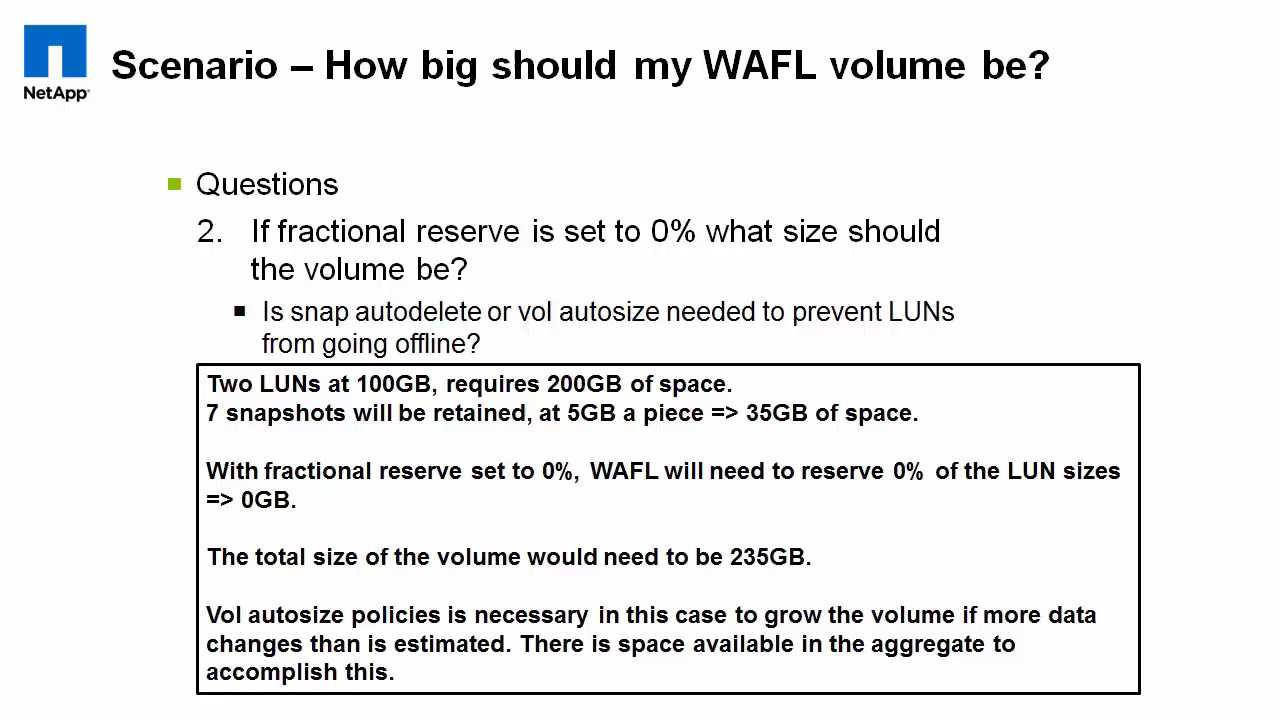 NetApp®
Scenario – How big should my WAFL volume be?
Questions
2. If fractional reserve is set to 0% what size should
the volume be?
Is snap autodelete or vol autosize needed to prevent LUNs
from going offline?
Two LUNs at 100GB, requires 200GB of space.
7 snapshots will be retained, at 5GB a piece => 35GB of space.
With fractional reserve set to 0%, WAFL will need to reserve 0% of the LUN sizes
=> 0GB.
The total size of the volume would need to be 235GB.
Vol autosize policies is necessary in this case to grow the volume if more data
changes than is estimated. There is space available in the aggregate to
accomplish this.